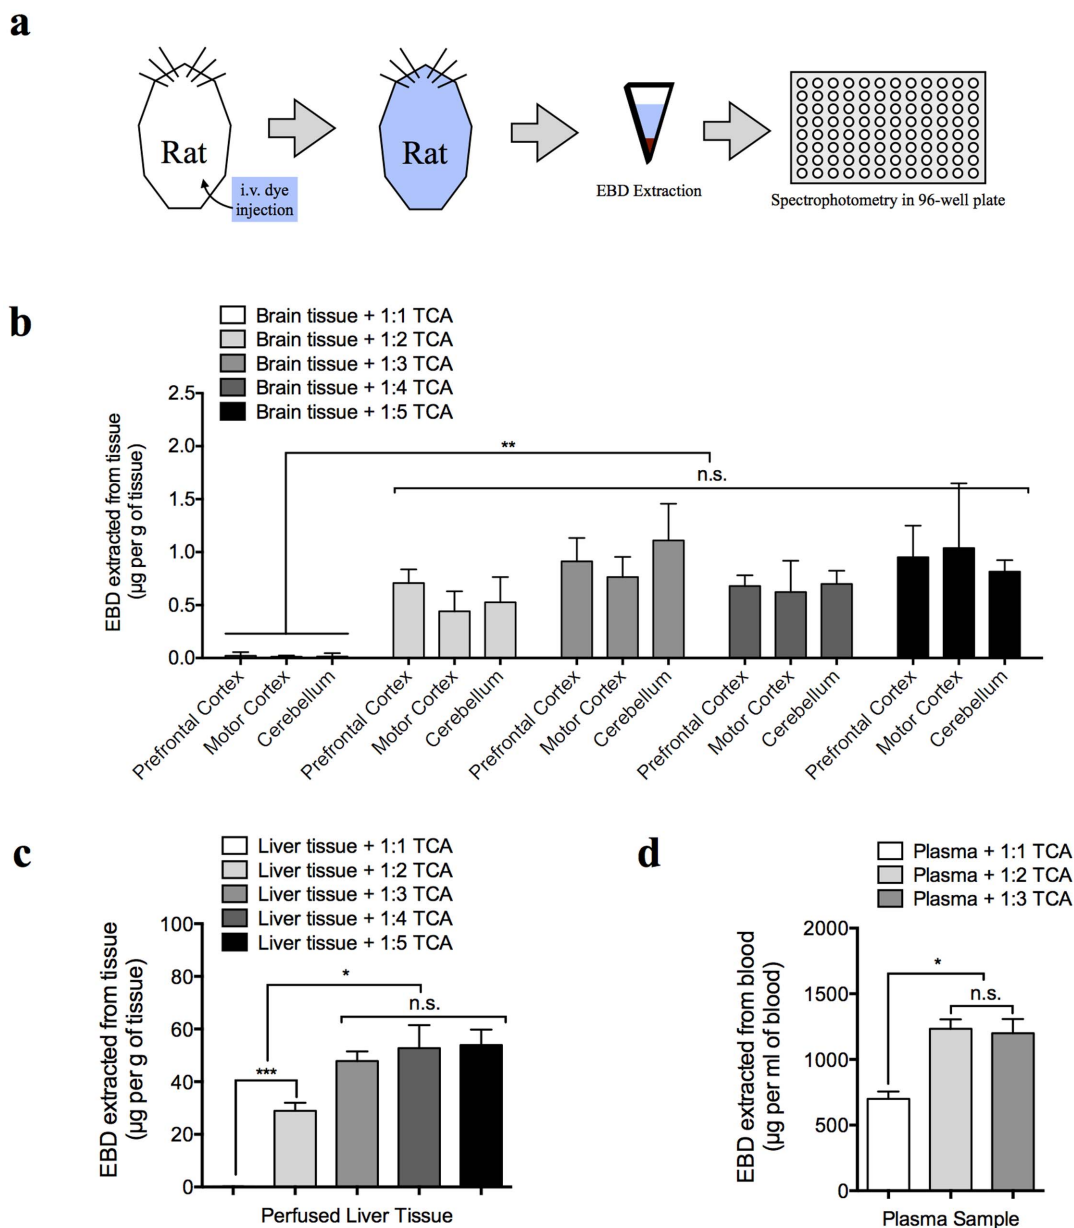 a
Rat
i.v. dye
injection
Rat
EBD Extraction
Spectrophotometry in 96-well plate
b
Brain tissue + 1:1 TCA
Brain tissue + 1:2 TCA
Brain tissue + 1:3 TCA
Brain tissue + 1:4 TCA
Brain tissue + 1:5 TCA
EBD extracted from tissue
(µg per g of tissue)
2.5
2.0
1.5
1.0
0.5
0.0
**
n.s.
Prefrontal Cortex
Motor Cortex
Cerebellum
Prefrontal Cortex
Motor Cortex
Cerebellum
Prefrontal Cortex
Motor Cortex
Cerebellum
Prefrontal Cortex
Motor Cortex
Cerebellum
Prefrontal Cortex
Motor Cortex
Cerebellum
c
Liver tissue + 1:1 TCA
Liver tissue + 1:2 TCA
Liver tissue + 1:3 TCA
Liver tissue + 1:4 TCA
Liver tissue + 1:5 TCA
EBD extracted from tissue
(µg per g of tissue)
100
80
60
40
20
0
*
n.s.
***
Perfused Liver Tissue
d
Plasma + 1:1 TCA
Plasma + 1:2 TCA
Plasma + 1:3 TCA
EBD extracted from blood
(µg per ml of blood)
2000
1500
1000
500
0
*
n.s.
Plasma Sample